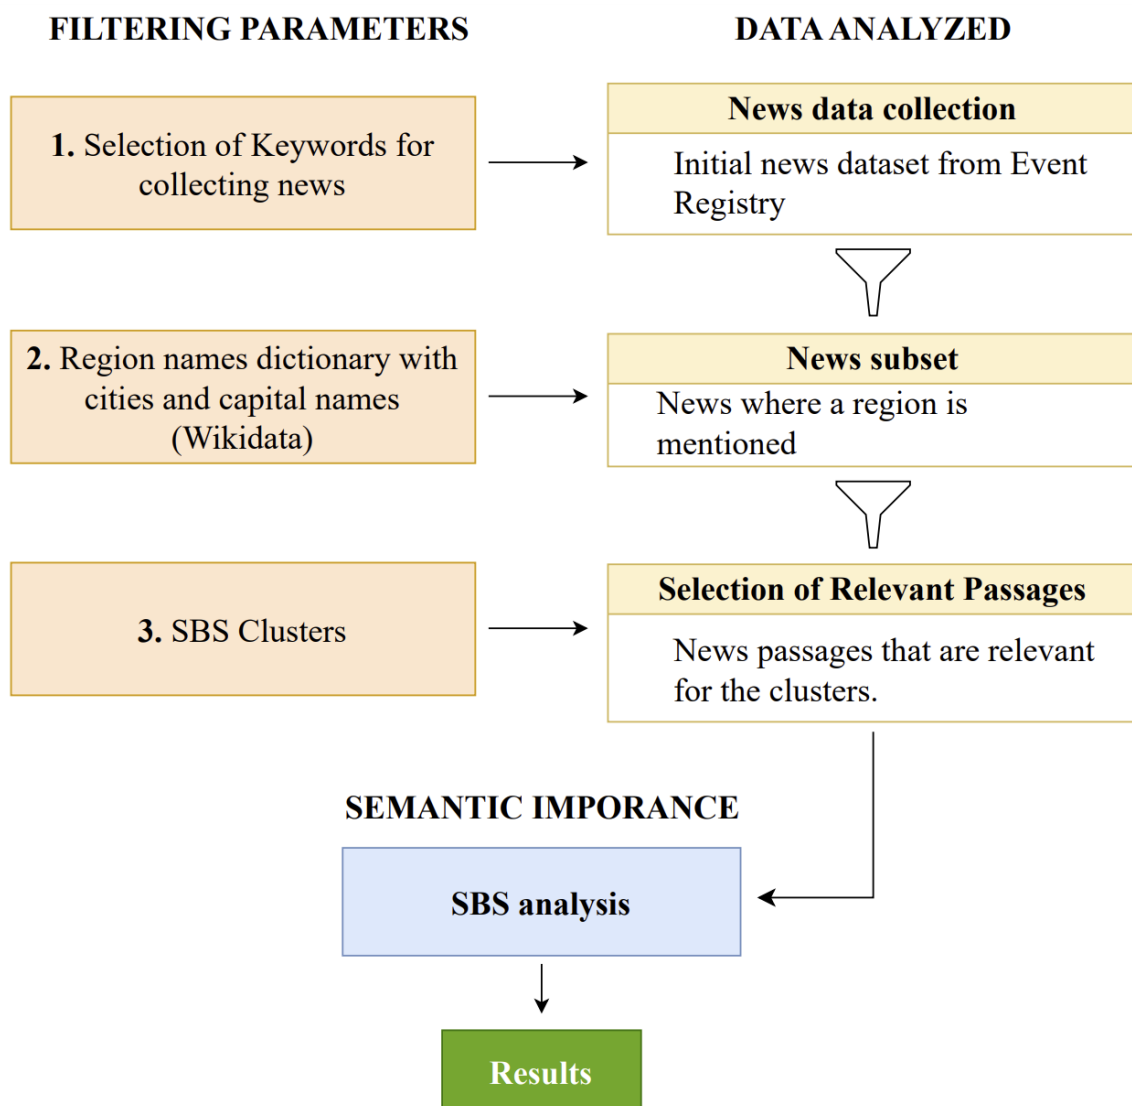 FILTERING PARAMETERS
DATA ANALYZED
1. Selection of Keywords for
collecting news
News data collection
Initial news dataset from Event
Registry
2. Region names dictionary with
cities and capital names
(Wikidata)
News subset
News where a region is
mentioned
3. SBS Clusters
Selection of Relevant Passages
News passages that are relevant
for the clusters.
SEMANTIC IMPORANCE
SBS analysis
Results